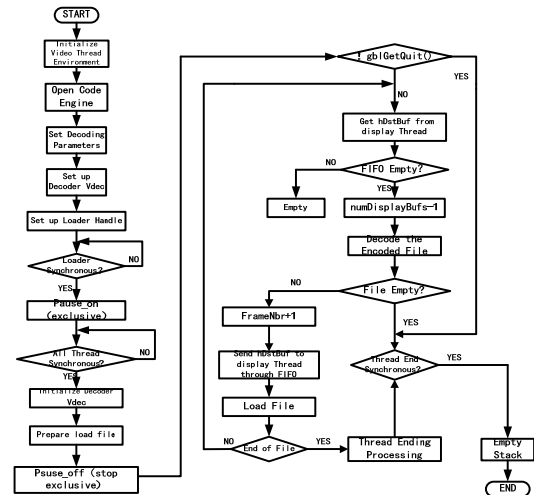 START
Initialize
Video Thread
Environment
Open Code
Engine
Set Decoding
Parameters
Set up
Decoder Vdec
Set up Loader Handle
Loader
Synchronous?
NO
YES
Pause_on
(exclusive)
All Thread
Synchronous?
NO
YES
Initialize Decoder
Vdec
Prepare load file
Psuse_off (stop
exclusive)
! gblGetQuit()
YES
NO
Get hDstBuf from
display Thread
FIFO Empty?
NO
YES
Empty
numDisplayBufs-1
Decode the
Encoded File
File Empty?
NO
YES
FrameNbr+1
Send hDstBuf to
display Thread
through FIFO
Load File
End of File
NO
YES
Thread Ending
Processing
Thread End
Synchronous?
YES
Empty
Stack
END